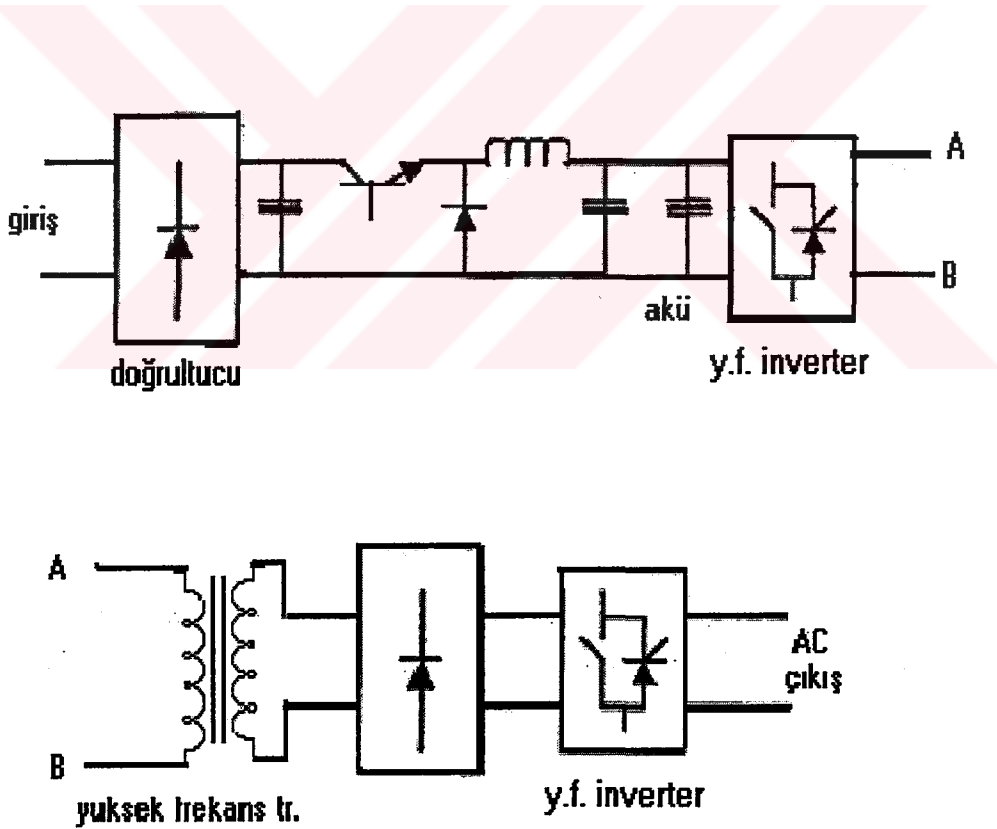 A
giriş
B
akü
doğrultucu
y.f. inverter
A
AC
çıkış
B
y.f. inverter
yuksek frekans tr.